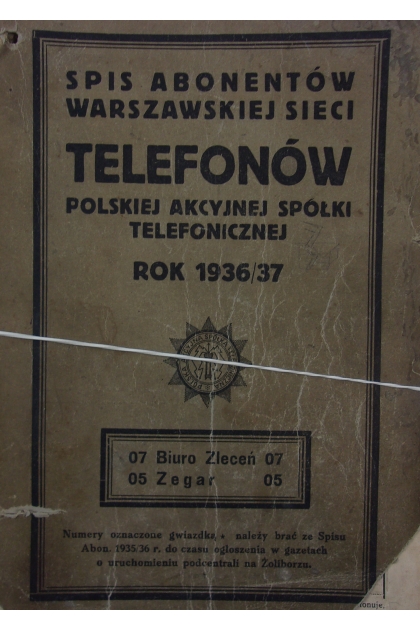 SPIS ABONENTÓW
WARSZAWSKIEJ SIECI
TELEFONÓW
POLSKIEJ AKCYJNEJ SPÓŁKI
TELEFONICZNEJ
ROK 1936/37
07 Biuro Zleceń 07
05 Zegar 05
Numery oznaczone gwiazdką * należy brać ze Spisu
Abon. 1935/36 r. do czasu ogłoszenia w gazetach
o uruchomieniu podcentrali na Żoliborzu.